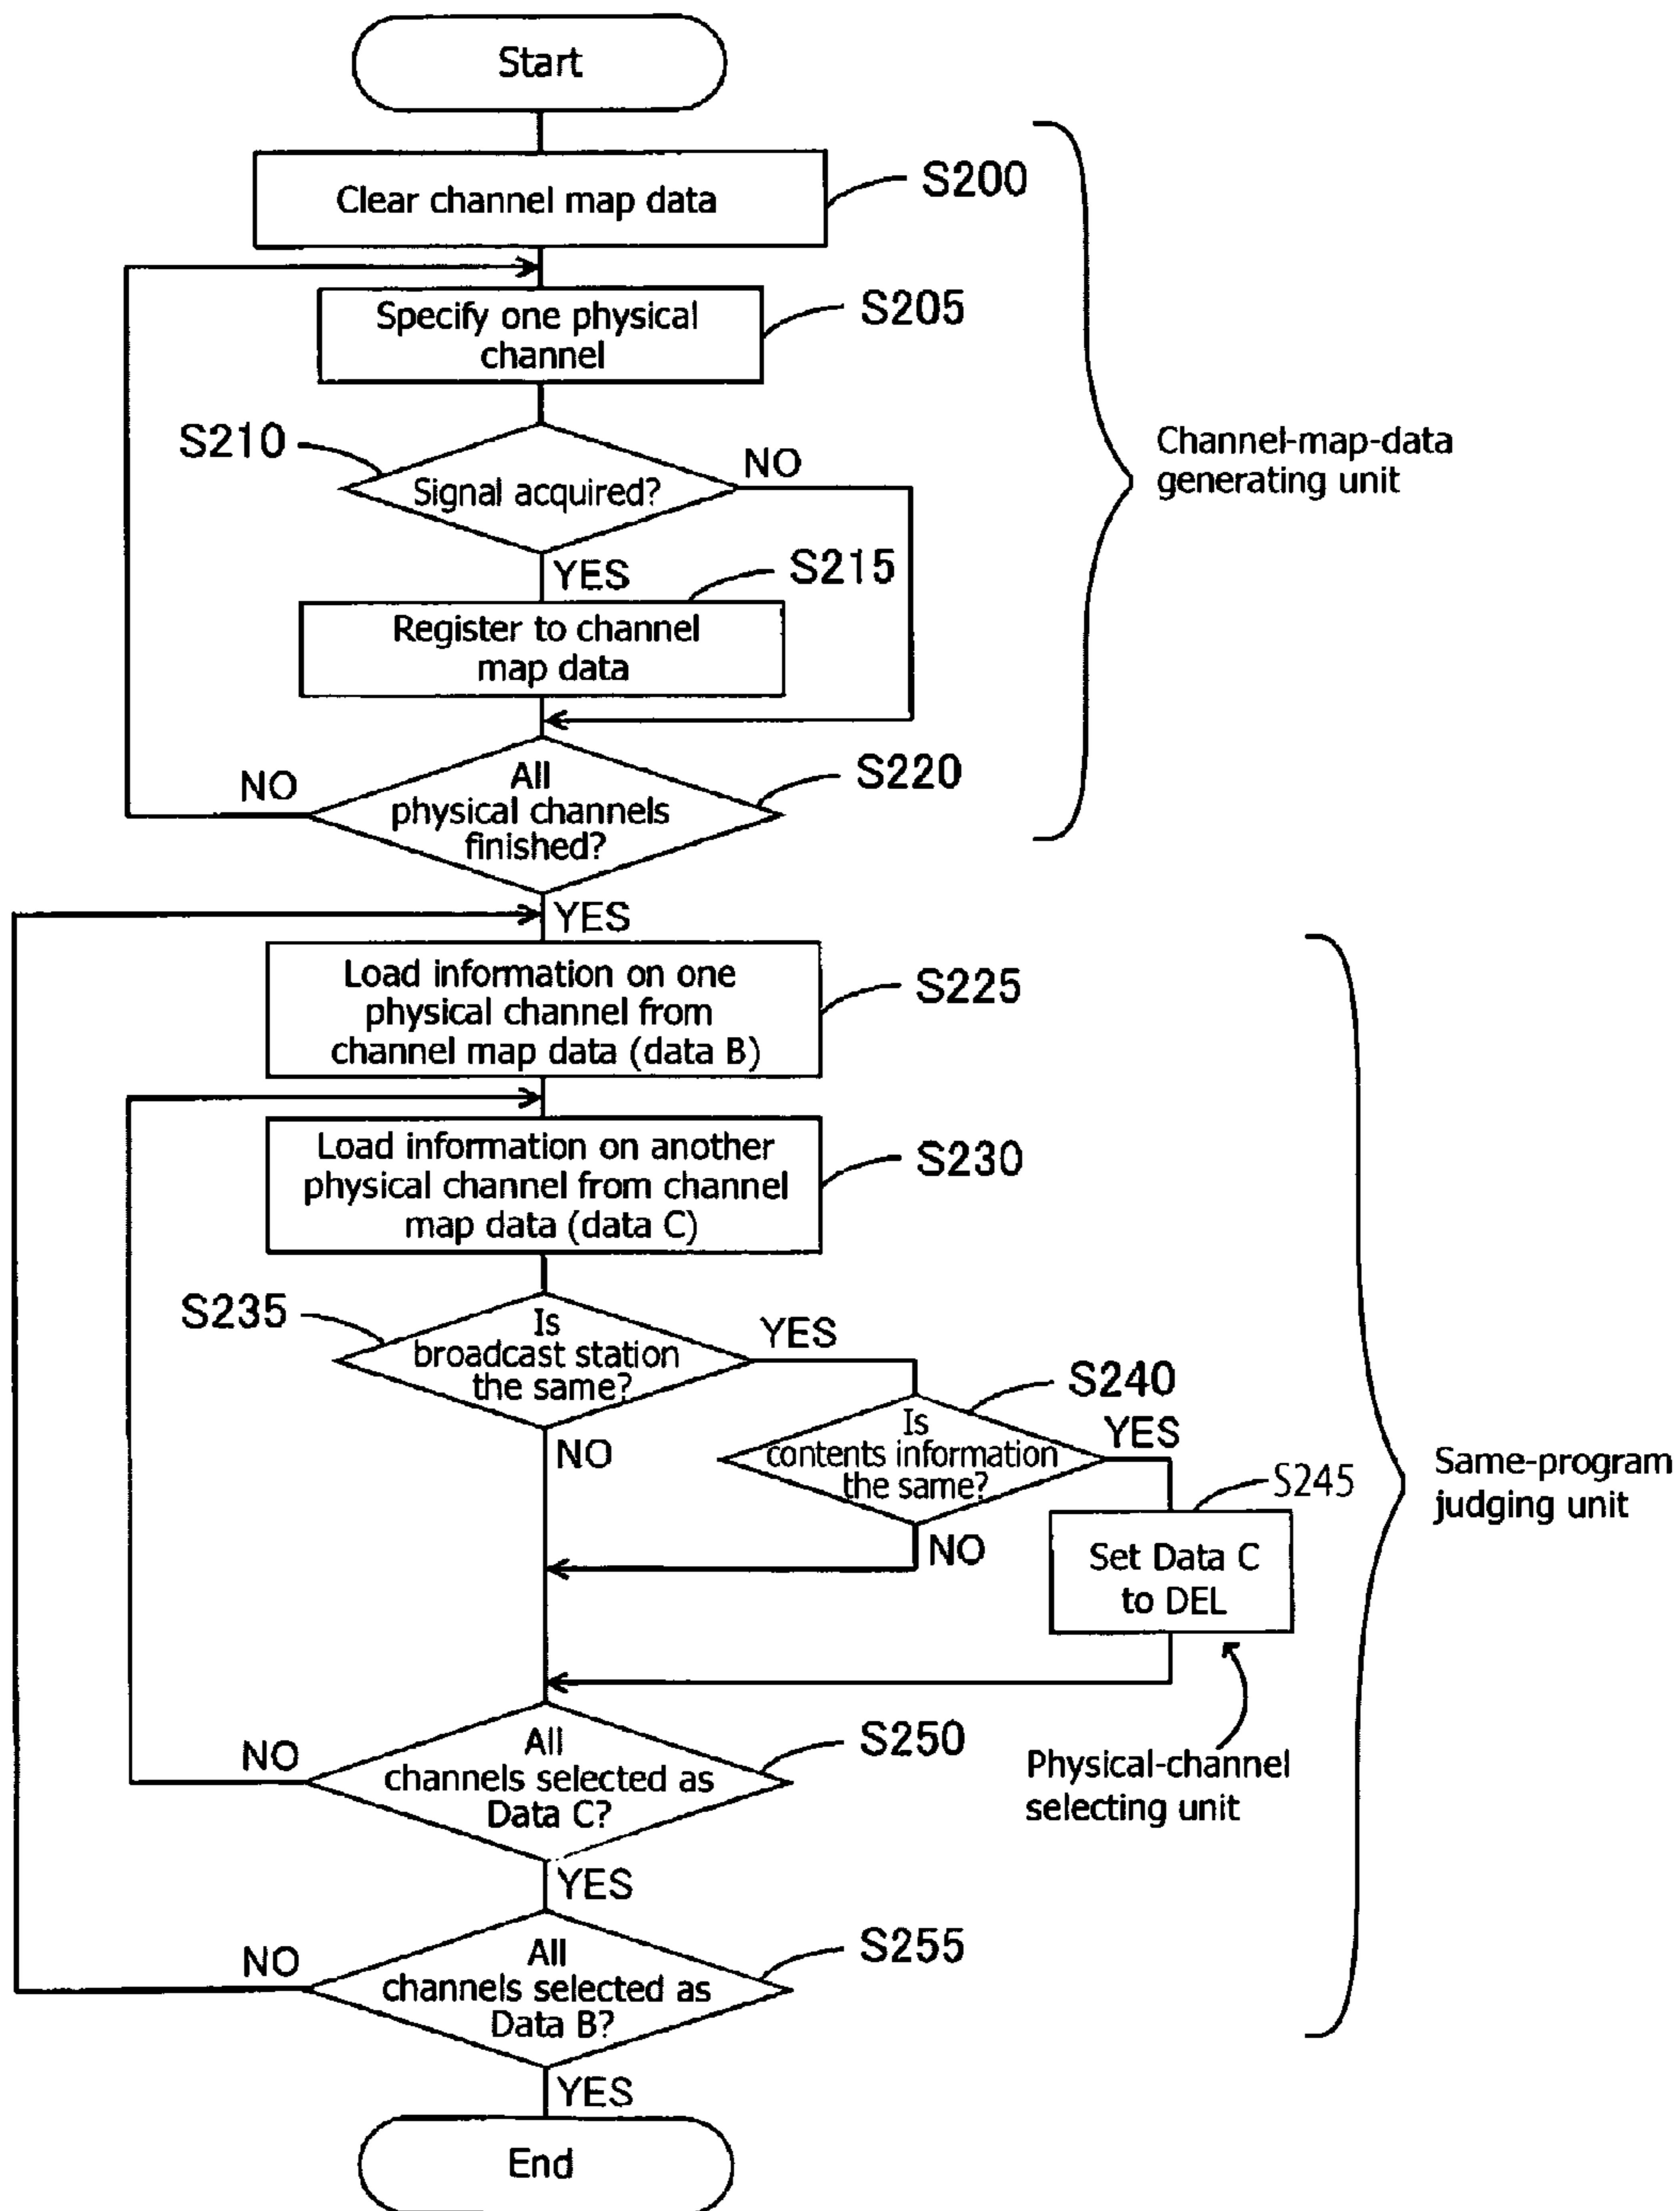 Start
Clear channel map data
S200
Specify one physical
channel
S205
S210
Signal acquired?
NO
YES
S215
Register to channel
map data
Channel-map-data
generating unit
NO
All
physical channels
finished?
S220
YES
Load information on one
physical channel from
channel map data (data B)
S225
Load information on another
physical channel from channel
map data (data C)
S230
S235
Is
broadcast station
the same?
YES
NO
S240
Is
contents information
the same?
YES
NO
S245
Set Data C
to DEL
Same-program
judging unit
Physical-channel
selecting unit
NO
All
channels selected as
Data C?
S250
YES
NO
All
channels selected as
Data B?
S255
YES
End